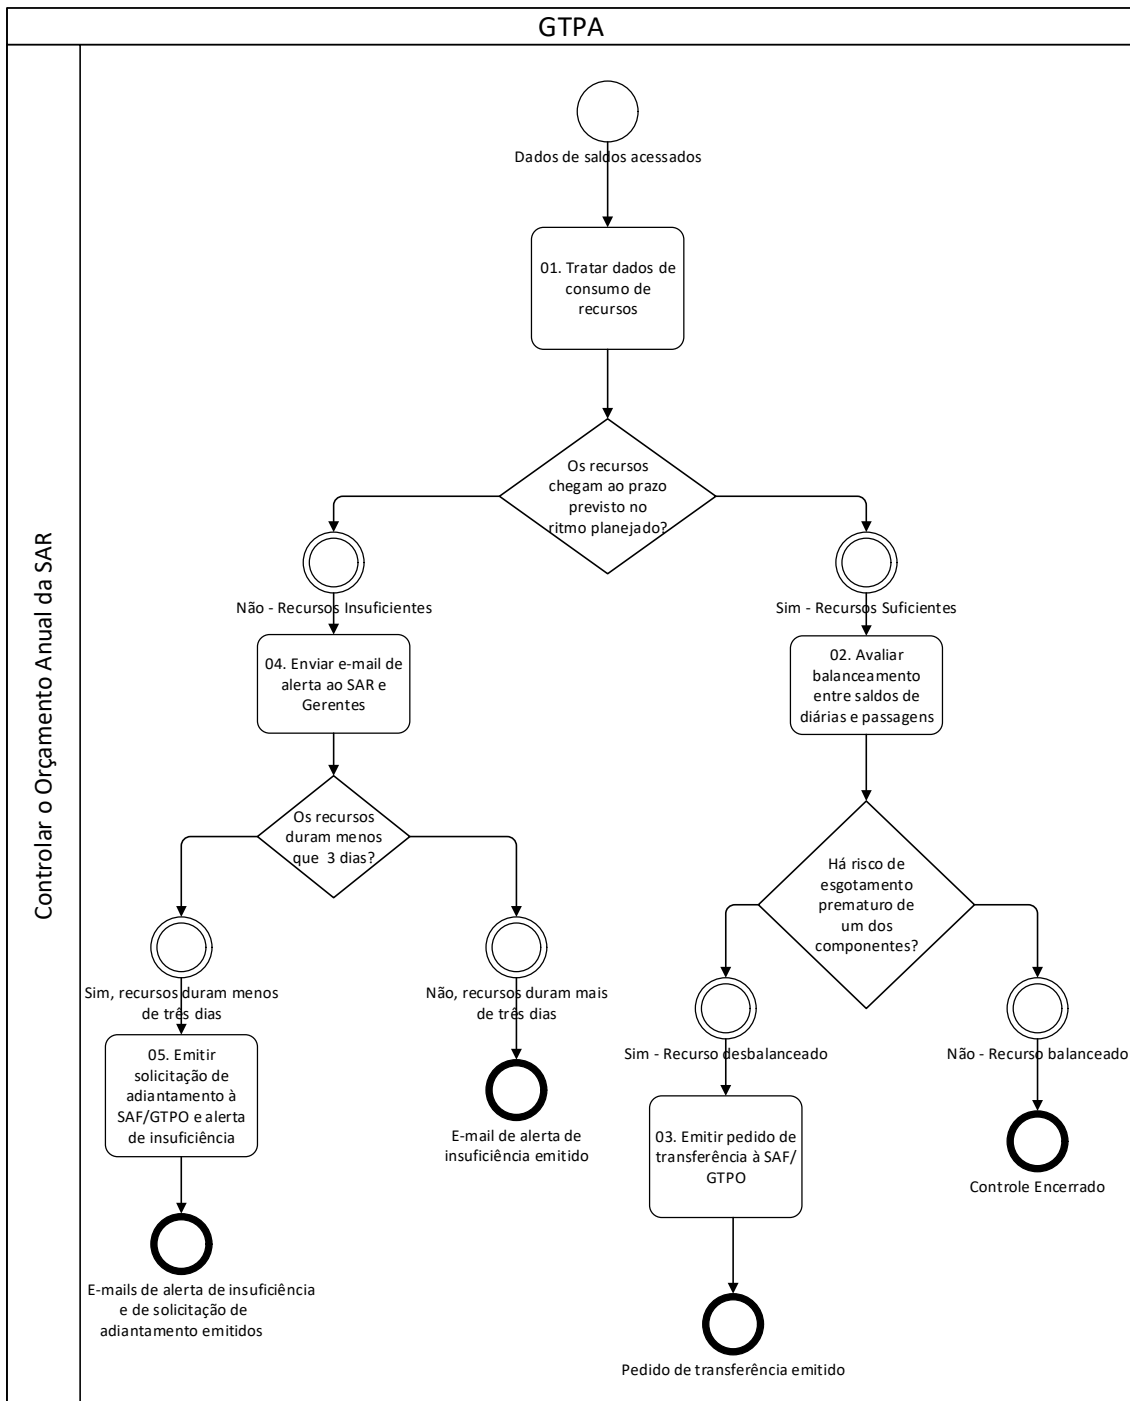 GTPA
Controlar o Orçamento Anual da SAR
Dados de saldos acessados
01. Tratar dados de
consumo de
recursos
Os recursos
chegam ao prazo
previsto no
ritmo planejado?
Não - Recursos Insuficientes
Sim - Recursos Suficientes
04. Enviar e-mail de
alerta ao SAR e
Gerentes
02. Avaliar
balanceamento
entre saldos de
diárias e passagens
Os recursos
duram menos
que 3 dias?
Há risco de
esgotamento
prematuro de
um dos
componentes?
Sim, recursos duram menos
de três dias
Não, recursos duram mais
de três dias
Sim - Recurso desbalanceado
Não - Recurso balanceado
05. Emitir
solicitação de
adiantamento à
SAF/GTPO e alerta
de insuficiência
E-mail de alerta de
insuficiência emitido
03. Emitir pedido de
transferência à SAF/
GTPO
Controle Encerrado
E-mails de alerta de insuficiência
e de solicitação de
adiantamento emitidos
Pedido de transferência emitido